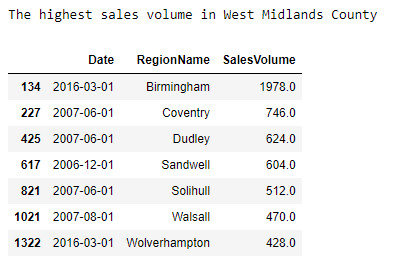 The highest sales volume in West Midlands County
Date RegionName SalesVolume
134 2016-03-01 Birmingham 1978.0
227 2007-06-01 Coventry 746.0
425 2007-06-01 Dudley 624.0
617 2006-12-01 Sandwell 604.0
821 2007-06-01 Solihull 512.0
1021 2007-08-01 Walsall 470.0
1322 2016-03-01 Wolverhampton 428.0